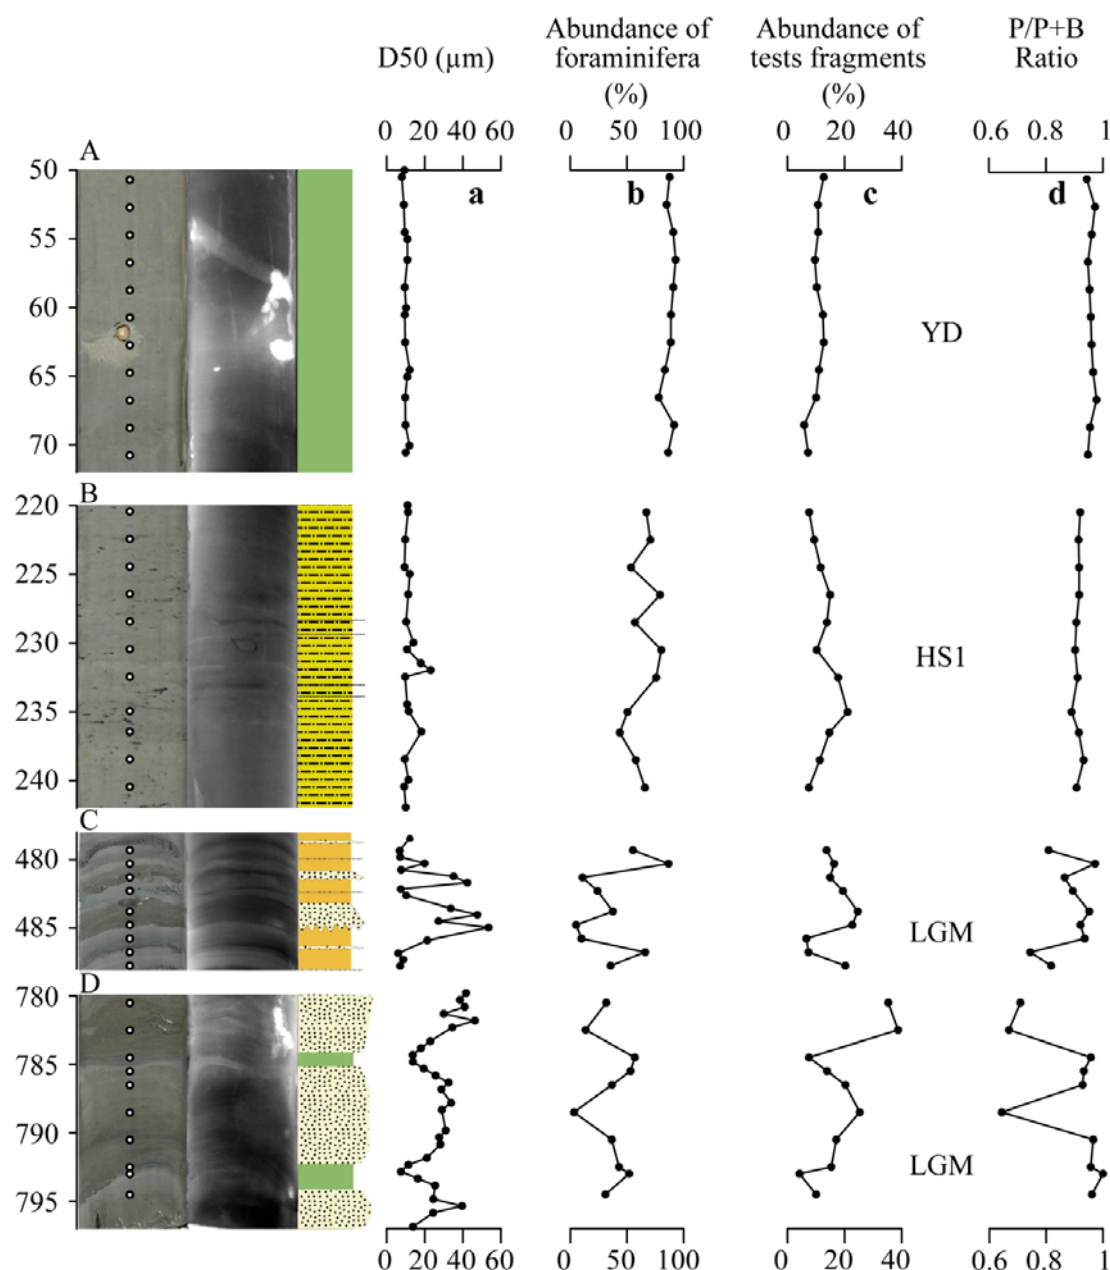 D50 (µm)
Abundance of
foraminifera
(%)
Abundance of
tests fragments
(%)
P/P+B
Ratio
0 20 40 60
0 50 100
0 20 40
0.6 0.8 1
A
50
55
60
65
70
a
b
c
d
YD
B
220
225
230
235
240
HS1
C
480
485
LGM
D
780
785
790
795
LGM
0 20 40 60
0 50 100
0 20 40
0.6 0.8 1